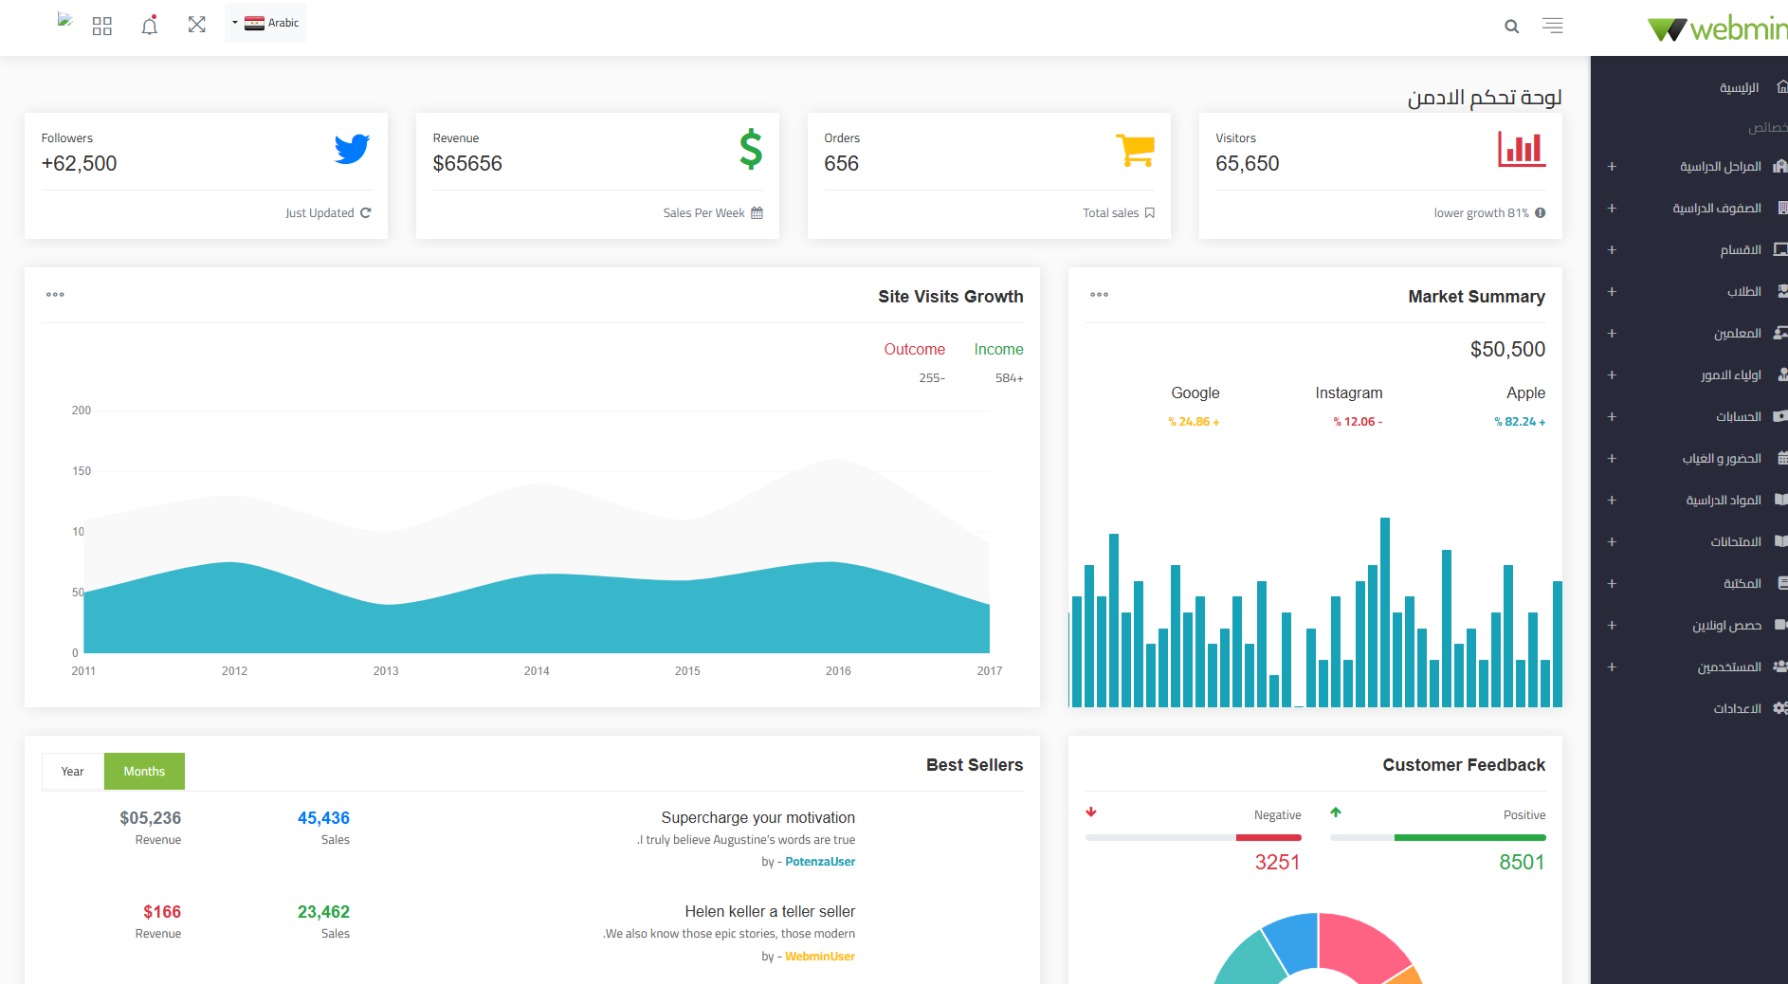 Arabic
webmin
لوحة تحكم الادمن
الرئيسية
خصائص
المراحل الدراسية
+
الصفوف الدراسية
+
الاقسام
+
الطلاب
+
المعلمين
+
اولياء الامور
+
الحسابات
+
الحضور و الغياب
+
المواد الدراسية
+
الامتحانات
+
المكتبة
+
حصص اونلاين
+
المستخدمين
+
الاعدادات
Visitors
65,650
lower growth 81%
Orders
656
Total sales
Revenue
$65656
Sales Per Week
Followers
+62,500
Just Updated
Market Summary
$50,500
Apple
% 82.24 +
Instagram
% 12.06 -
Google
% 24.86 +
Site Visits Growth
Income
584+
Outcome
255-
200
150
10
50
0
2011 2012 2013 2014 2015 2016 2017
Customer Feedback
Positive
8501
Negative
3251
Best Sellers
Year Months
Supercharge your motivation
.I truly believe Augustine’s words are true
by - PotenzaUser
45,436
Sales
$05,236
Revenue
Helen keller a teller seller
.We also know those epic stories, those modern
by - WebminUser
23,462
Sales
$166
Revenue